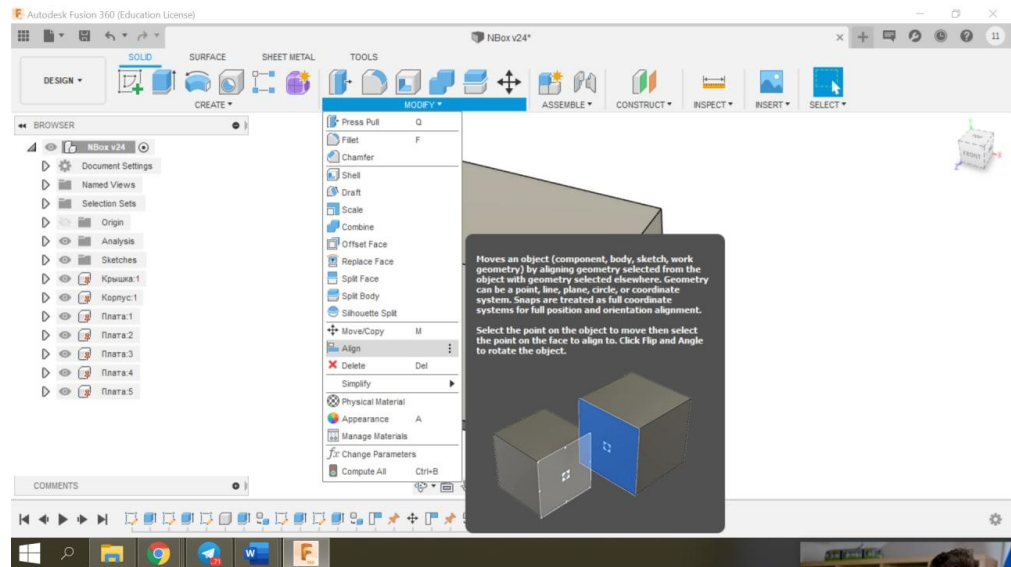 Autodesk Fusion 360 (Education License)
NBox v24*
11
SOLID SURFACE SHEET METAL TOOLS
DESIGN
CREATE MODIFY ASSEMBLE CONSTRUCT INSPECT INSERT SELECT
BROWSER
NBox v24
Document Settings
Named Views
Selection Sets
Origin
Analysis
Sketches
Крышка:1
Корпус:1
Плата:1
Плата:2
Плата:3
Плата:4
Плата:5
COMMENTS
Press Pull Q
Fillet F
Chamfer
Shell
Draft
Scale
Combine
Offset Face
Replace Face
Split Face
Split Body
Silhouette Split
Move/Copy M
Align
Delete Del
Simplify
Physical Material
Appearance A
Manage Materials
fx Change Parameters
Compute All Ctrl+B
Moves an object (component, body, sketch, work
geometry) by aligning geometry selected from the
object with geometry selected elsewhere. Geometry
can be a point, line, plane, circle, or coordinate
system. Snaps are treated as full coordinate
systems for full position and orientation alignment.
Select the point on the object to move then select
the point on the face to align to. Click Flip and Angle
to rotate the object.
FRONT